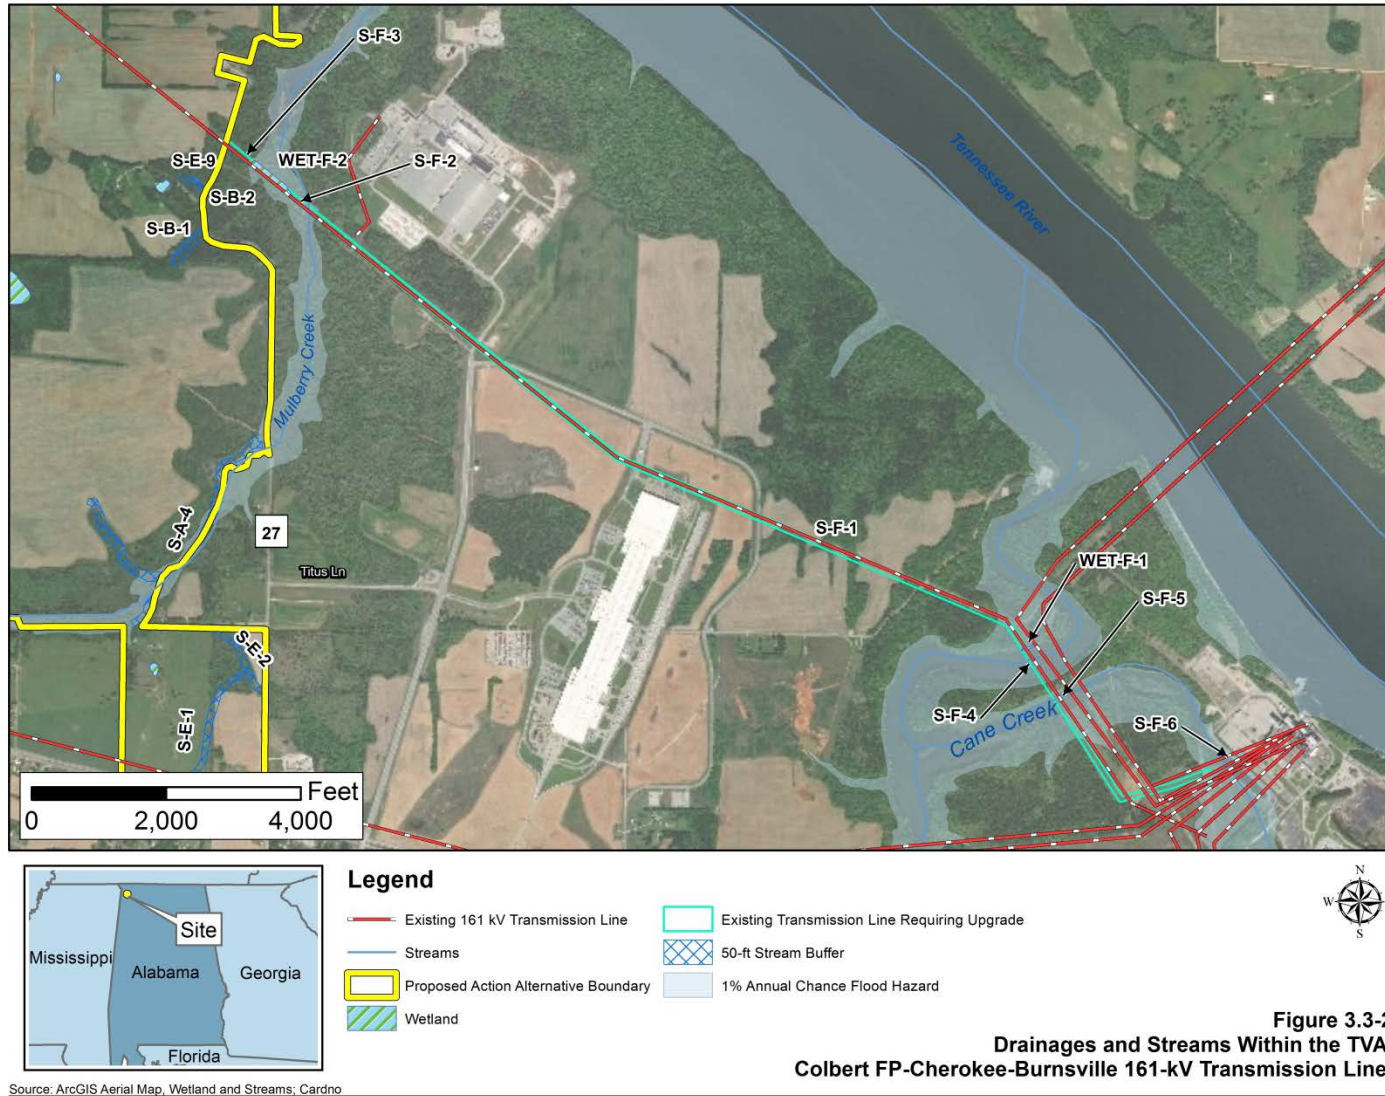 S-F-3
S-E-9
WET-F-2
S-F-2
S-B-2
S-B-1
Tennessee River
Mulberry Creek
S-A-4
27
Titus Ln
S-F-1
WET-F-1
S-F-5
S-E-2
S-E-1
S-F-4
Cane Creek
S-F-6
Feet
0 2,000 4,000
Legend
Existing 161 kV Transmission Line
Streams
Proposed Action Alternative Boundary
Wetland
Existing Transmission Line Requiring Upgrade
50-ft Stream Buffer
1% Annual Chance Flood Hazard
N
W E
S
Site
Mississippi
Alabama
Georgia
Florida
Figure 3.3-2
Drainages and Streams Within the TVA
Colbert FP-Cherokee-Burnsville 161-kV Transmission Line
Source: ArcGIS Aerial Map, Wetland and Streams; Cardno